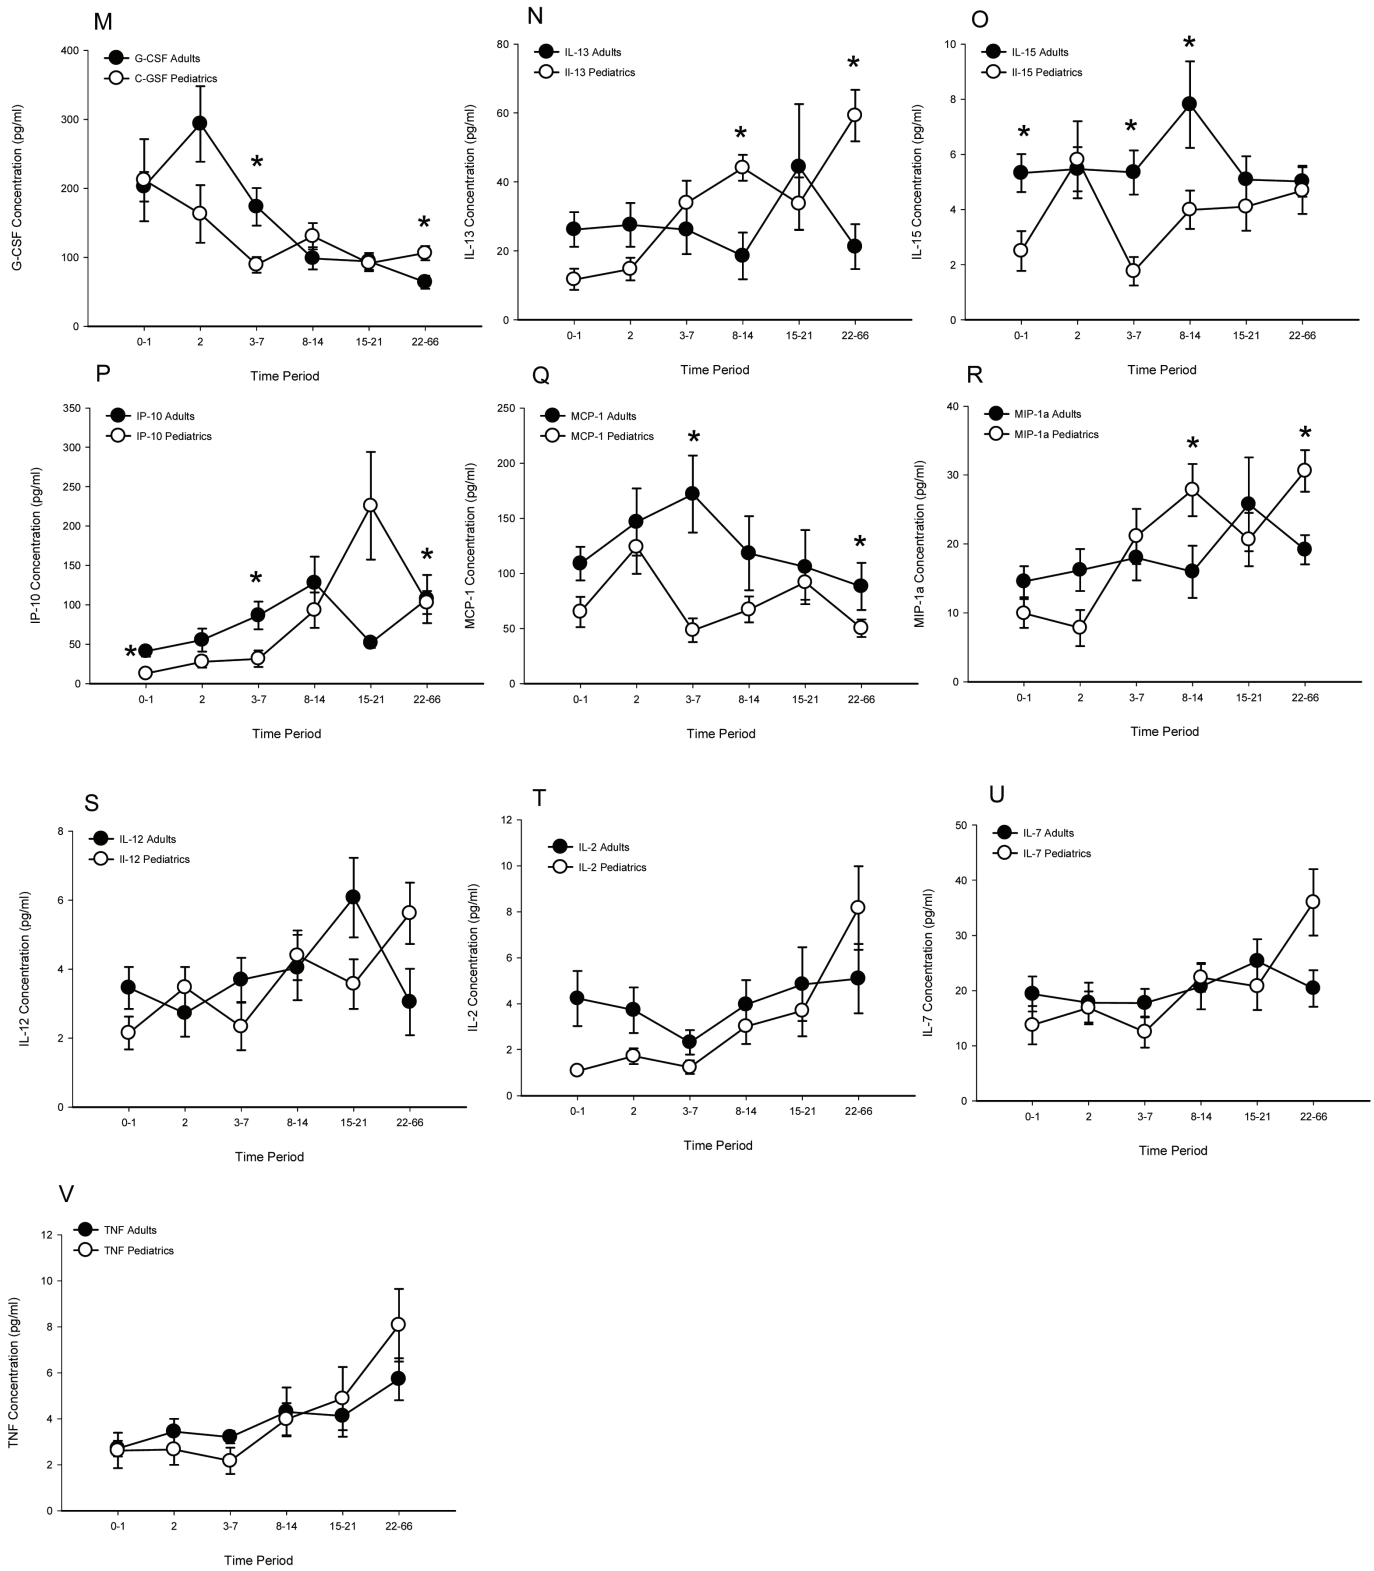 M
G-CSF Adults
C-GSF Pediatrics
*
*
G-CSF Concentration (pg/ml)
400
300
200
100
0
0-1 2 3-7 8-14 15-21 22-66
Time Period
N
IL-13 Adults
Il-13 Pediatrics
*
*
IL-13 Concentration (pg/ml)
80
60
40
20
0
0-1 2 3-7 8-14 15-21 22-66
Time Period
O
IL-15 Adults
Il-15 Pediatrics
*
*
*
IL-15 Concentration (pg/ml)
10
8
6
4
2
0
0-1 2 3-7 8-14 15-21 22-66
Time Period
P
IP-10 Adults
IP-10 Pediatrics
*
*
*
IP-10 Concentration (pg/ml)
350
300
250
200
150
100
50
0
0-1 2 3-7 8-14 15-21 22-66
Time Period
Q
MCP-1 Adults
MCP-1 Pediatrics
*
*
MCP-1 Concentration (pg/ml)
250
200
150
100
50
0
0-1 2 3-7 8-14 15-21 22-66
Time Period
R
MIP-1a Adults
MIP-1a Pediatrics
*
*
MIP-1a Concentration (pg/ml)
40
30
20
10
0
0-1 2 3-7 8-14 15-21 22-66
Time Period
S
IL-12 Adults
Il-12 Pediatrics
IL-12 Concentration (pg/ml)
8
6
4
2
0
0-1 2 3-7 8-14 15-21 22-66
Time Period
T
IL-2 Adults
IL-2 Pediatrics
IL-2 Concentration (pg/ml)
12
10
8
6
4
2
0
0-1 2 3-7 8-14 15-21 22-66
Time Period
U
IL-7 Adults
IL-7 Pediatrics
IL-7 Concentration (pg/ml)
50
40
30
20
10
0
0-1 2 3-7 8-14 15-21 22-66
Time Period
V
TNF Adults
TNF Pediatrics
TNF Concentration (pg/ml)
12
10
8
6
4
2
0
0-1 2 3-7 8-14 15-21 22-66
Time Period